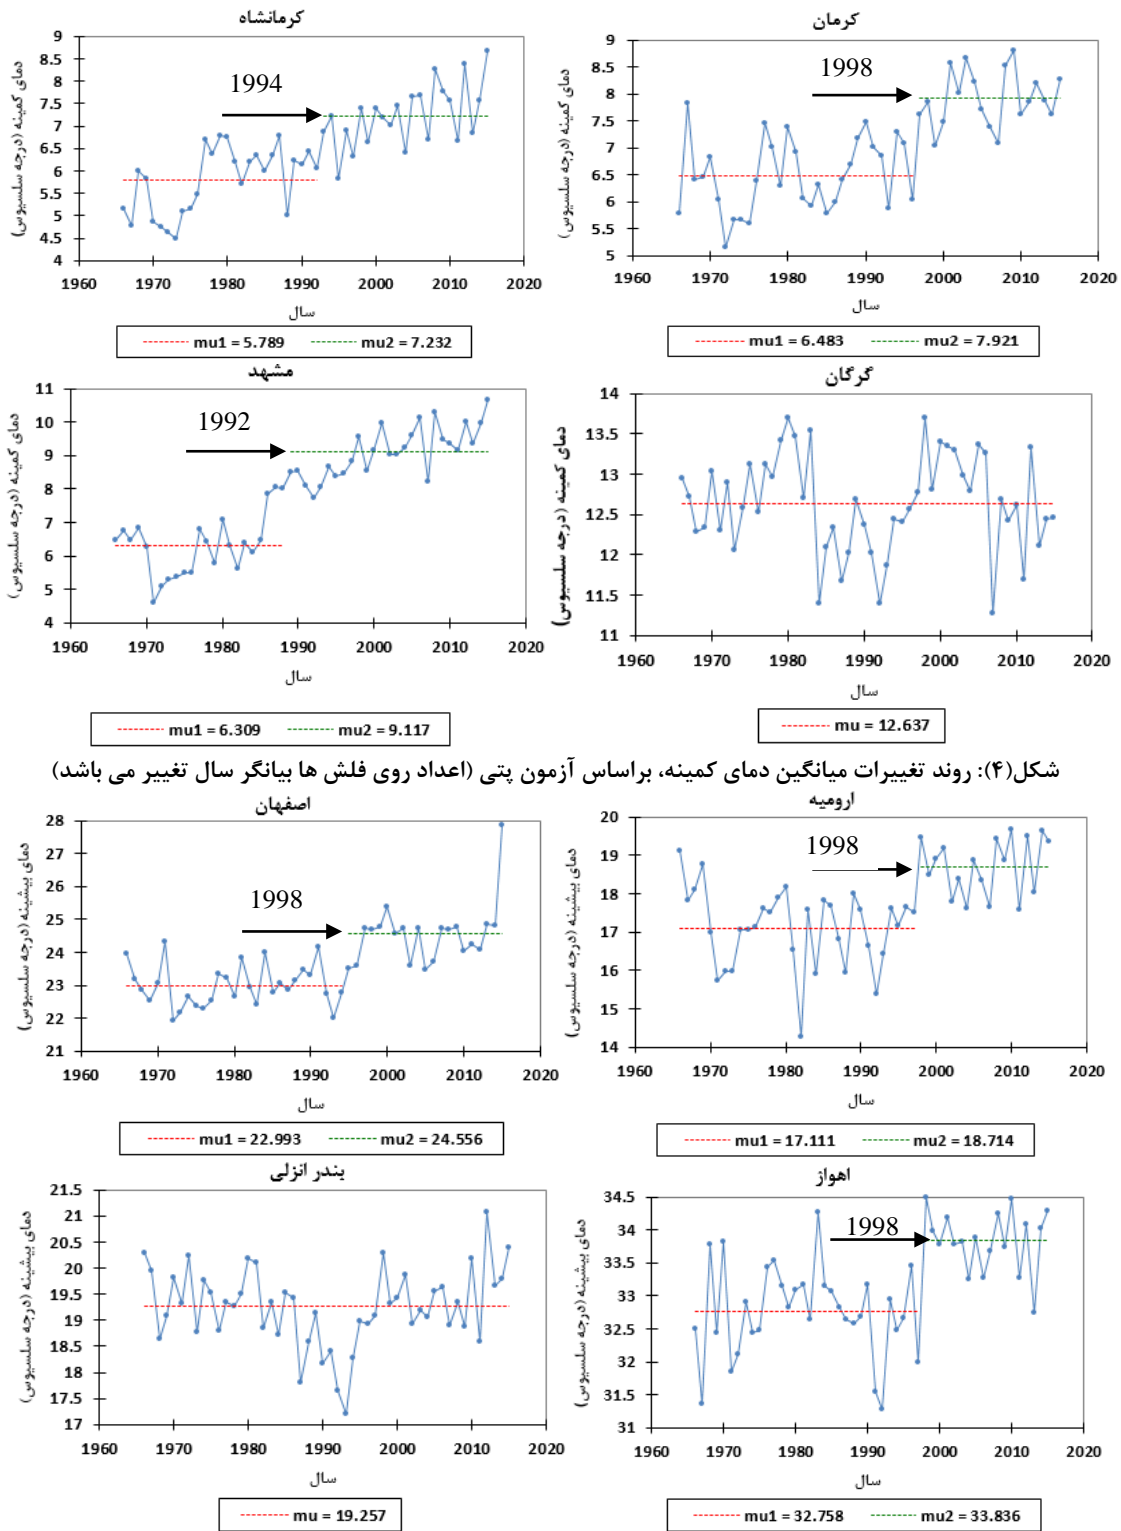 کرمانشاه
دمای کمینه (درجه سلسیوس)
9
8.5
8
7.5
7
6.5
6
5.5
5
4.5
4
1994
1960 1970 1980 1990 2000 2010 2020
سال
mu1 = 5.789 mu2 = 7.232
کرمان
دمای کمینه (درجه سلسیوس)
9
8.5
8
7.5
7
6.5
6
5.5
5
1998
1960 1970 1980 1990 2000 2010 2020
سال
mu1 = 6.483 mu2 = 7.921
مشهد
دمای کمینه (درجه سلسیوس)
11
10
9
8
7
6
5
4
1992
1960 1970 1980 1990 2000 2010 2020
سال
mu1 = 6.309 mu2 = 9.117
گرگان
دمای کمینه (درجه سلسیوس)
14
13.5
13
12.5
12
11.5
11
1960 1970 1980 1990 2000 2010 2020
سال
mu = 12.637
شکل(۴): روند تغییرات میانگین دمای کمینه، براساس آزمون پتی (اعداد روی فلش ها بیانگر سال تغییر می باشد)
اصفهان
دمای بیشینه (درجه سلسیوس)
28
27
26
25
24
23
22
21
1998
1960 1970 1980 1990 2000 2010 2020
سال
mu1 = 22.993 mu2 = 24.556
ارومیه
دمای بیشینه (درجه سلسیوس)
20
19
18
17
16
15
14
1998
1960 1970 1980 1990 2000 2010 2020
سال
mu1 = 17.111 mu2 = 18.714
بندر انزلی
دمای بیشینه (درجه سلسیوس)
21.5
21
20.5
20
19.5
19
18.5
18
17.5
17
1960 1970 1980 1990 2000 2010 2020
سال
mu = 19.257
اهواز
دمای بیشینه (درجه سلسیوس)
34.5
34
33.5
33
32.5
32
31.5
31
1998
1960 1970 1980 1990 2000 2010 2020
سال
mu1 = 32.758 mu2 = 33.836